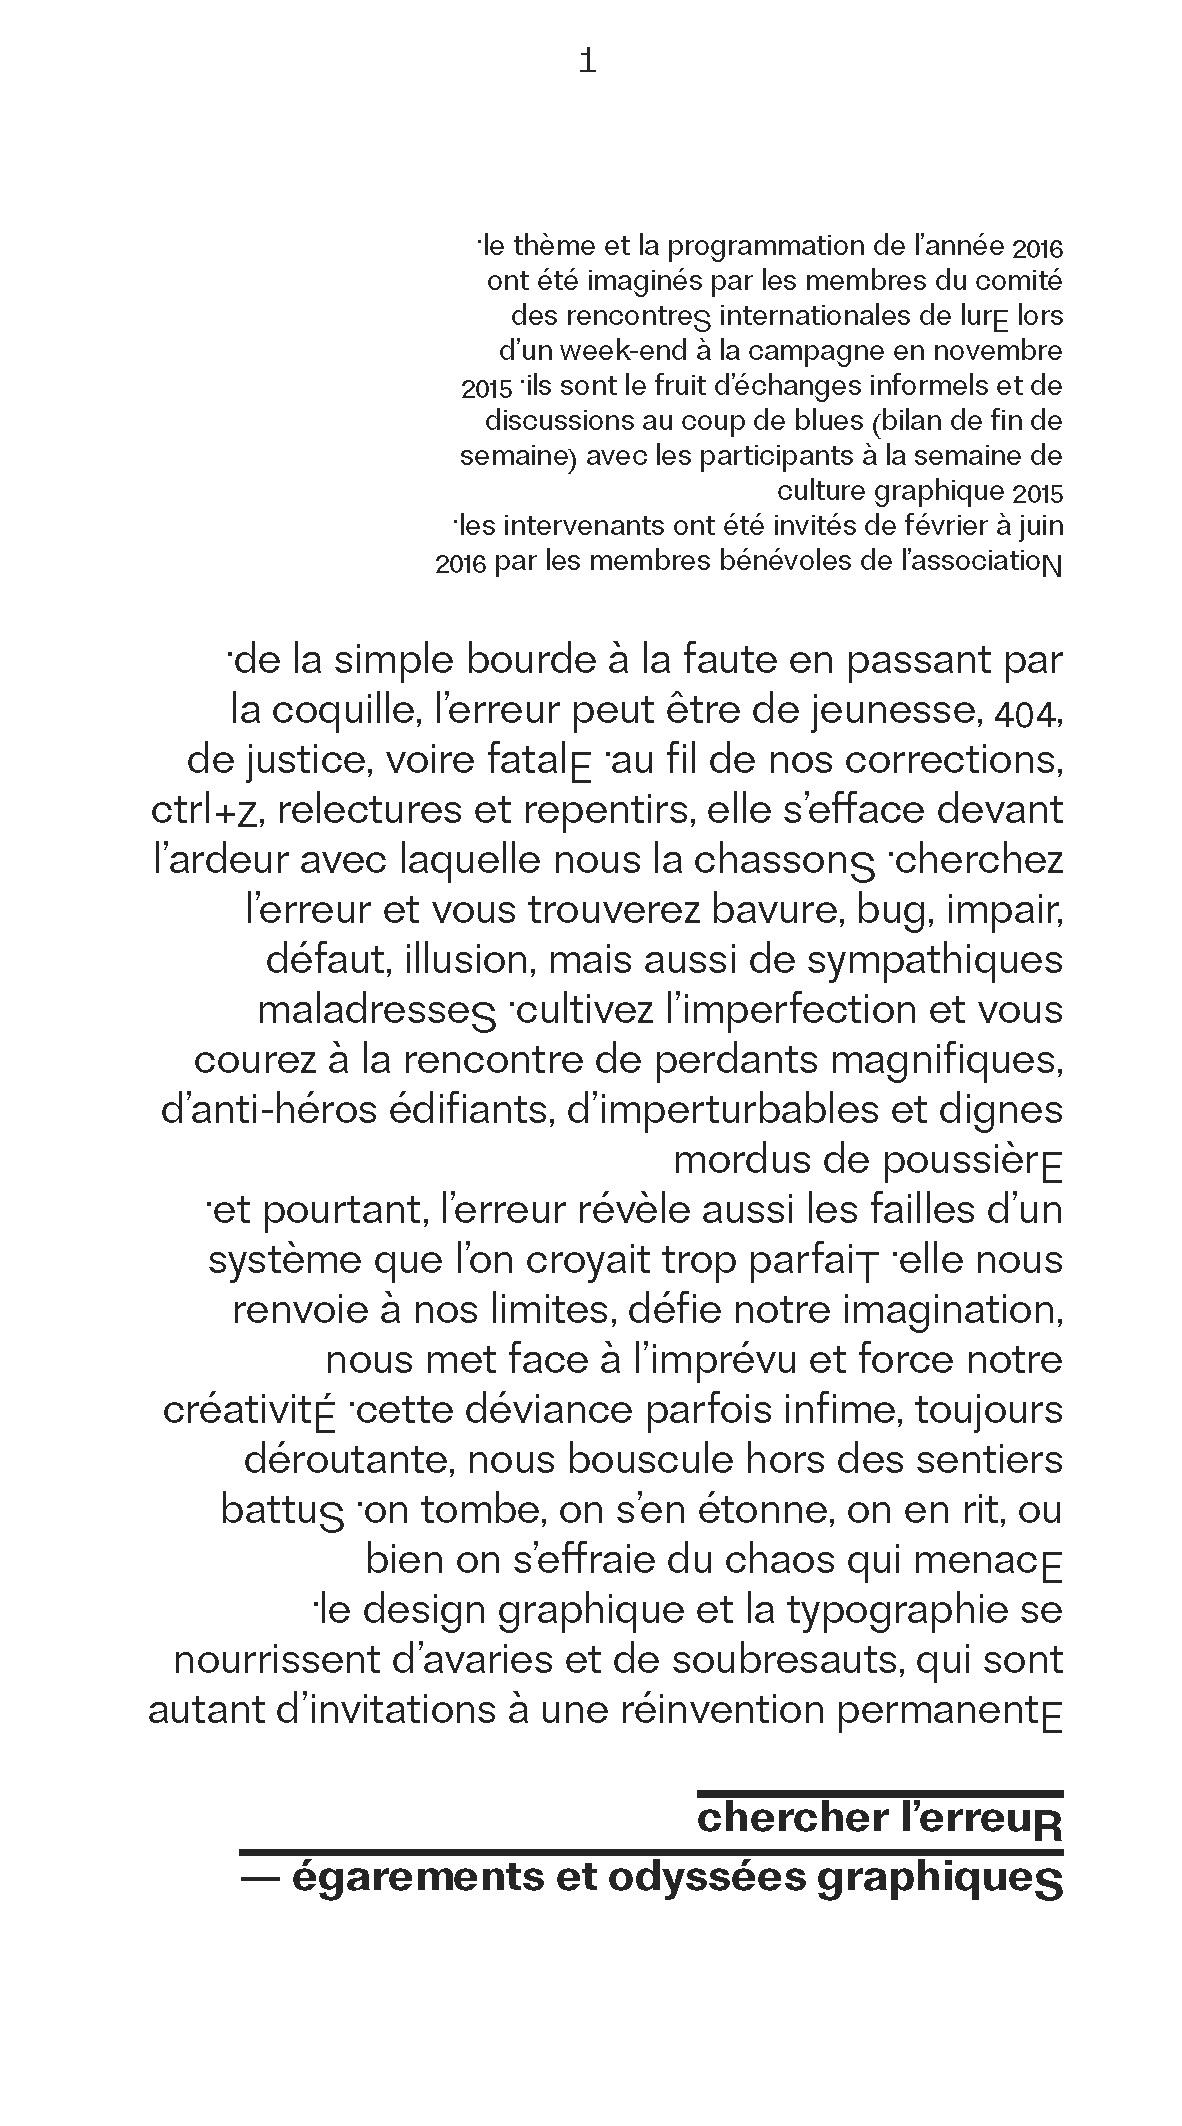 1
·le thème et la programmation de l’année 2016
ont été imaginés par les membres du comité
des rencontreS internationales de lurE lors
d’un week-end à la campagne en novembre
2015 ·ils sont le fruit d’échanges informels et de
discussions au coup de blues (bilan de fin de
semaine) avec les participants à la semaine de
culture graphique 2015
·les intervenants ont été invités de février à juin
2016 par les membres bénévoles de l’associatioN
·de la simple bourde à la faute en passant par
la coquille, l’erreur peut être de jeunesse, 404,
de justice, voire fatalE ·au fil de nos corrections,
ctrl+Z, relectures et repentirs, elle s’efface devant
l’ardeur avec laquelle nous la chassonS ·cherchez
l’erreur et vous trouverez bavure, bug, impair,
défaut, illusion, mais aussi de sympathiques
maladresseS ·cultivez l’imperfection et vous
courez à la rencontre de perdants magnifiques,
d’anti-héros édifiants, d’imperturbables et dignes
mordus de poussièrE
·et pourtant, l’erreur révèle aussi les failles d’un
système que l’on croyait trop parfaiT ·elle nous
renvoie à nos limites, défie notre imagination,
nous met face à l’imprévu et force notre
créativitÉ ·cette déviance parfois infime, toujours
déroutante, nous bouscule hors des sentiers
battuS ·on tombe, on s’en étonne, on en rit, ou
bien on s’effraie du chaos qui menacE
·le design graphique et la typographie se
nourrissent d’avaries et de soubresauts, qui sont
autant d’invitations à une réinvention permanentE
chercher l’erreuR
— égarements et odyssées graphiqueS